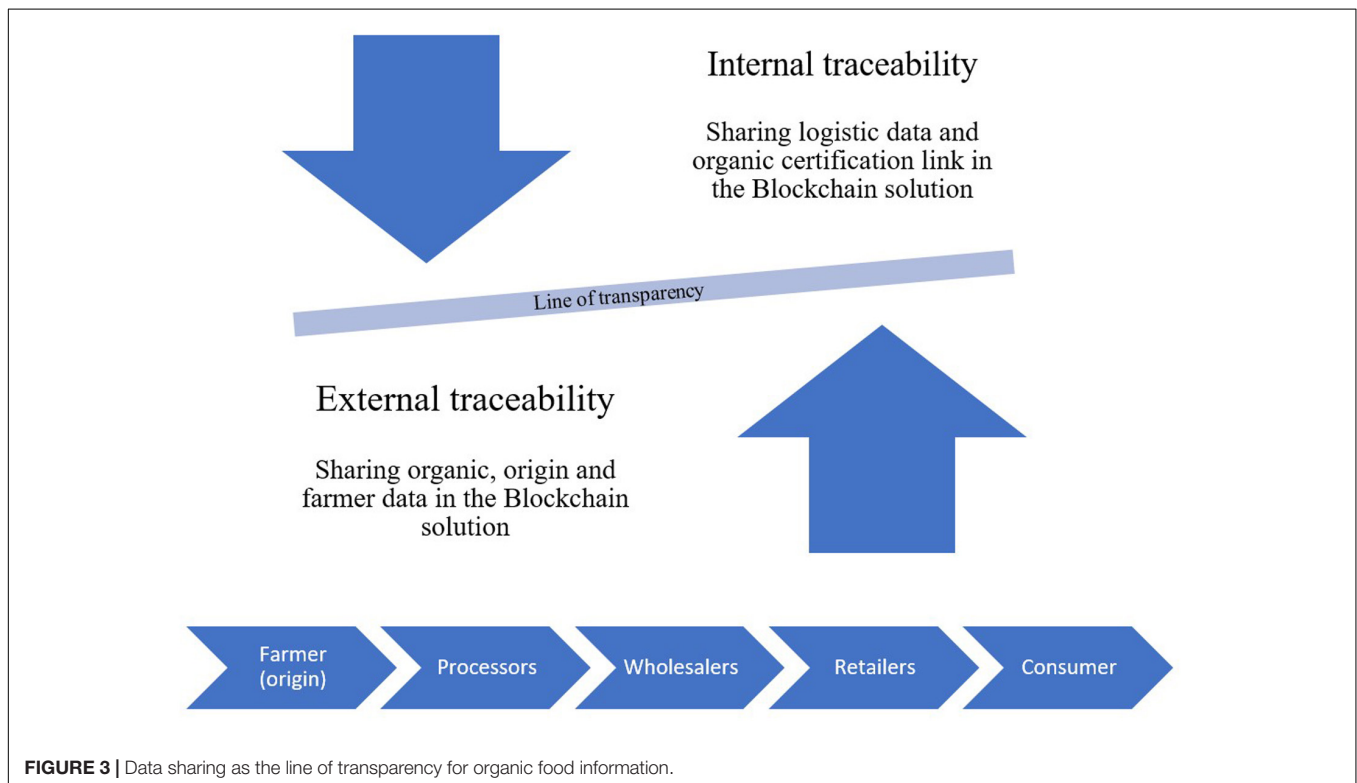 Internal traceability
Sharing logistic data and
organic certification link in
the Blockchain solution
Line of transparency
External traceability
Sharing organic, origin and
farmer data in the Blockchain
solution
Farmer
(origin)
Processors
Wholesalers
Retailers
Consumer
FIGURE 3 | Data sharing as the line of transparency for organic food information.